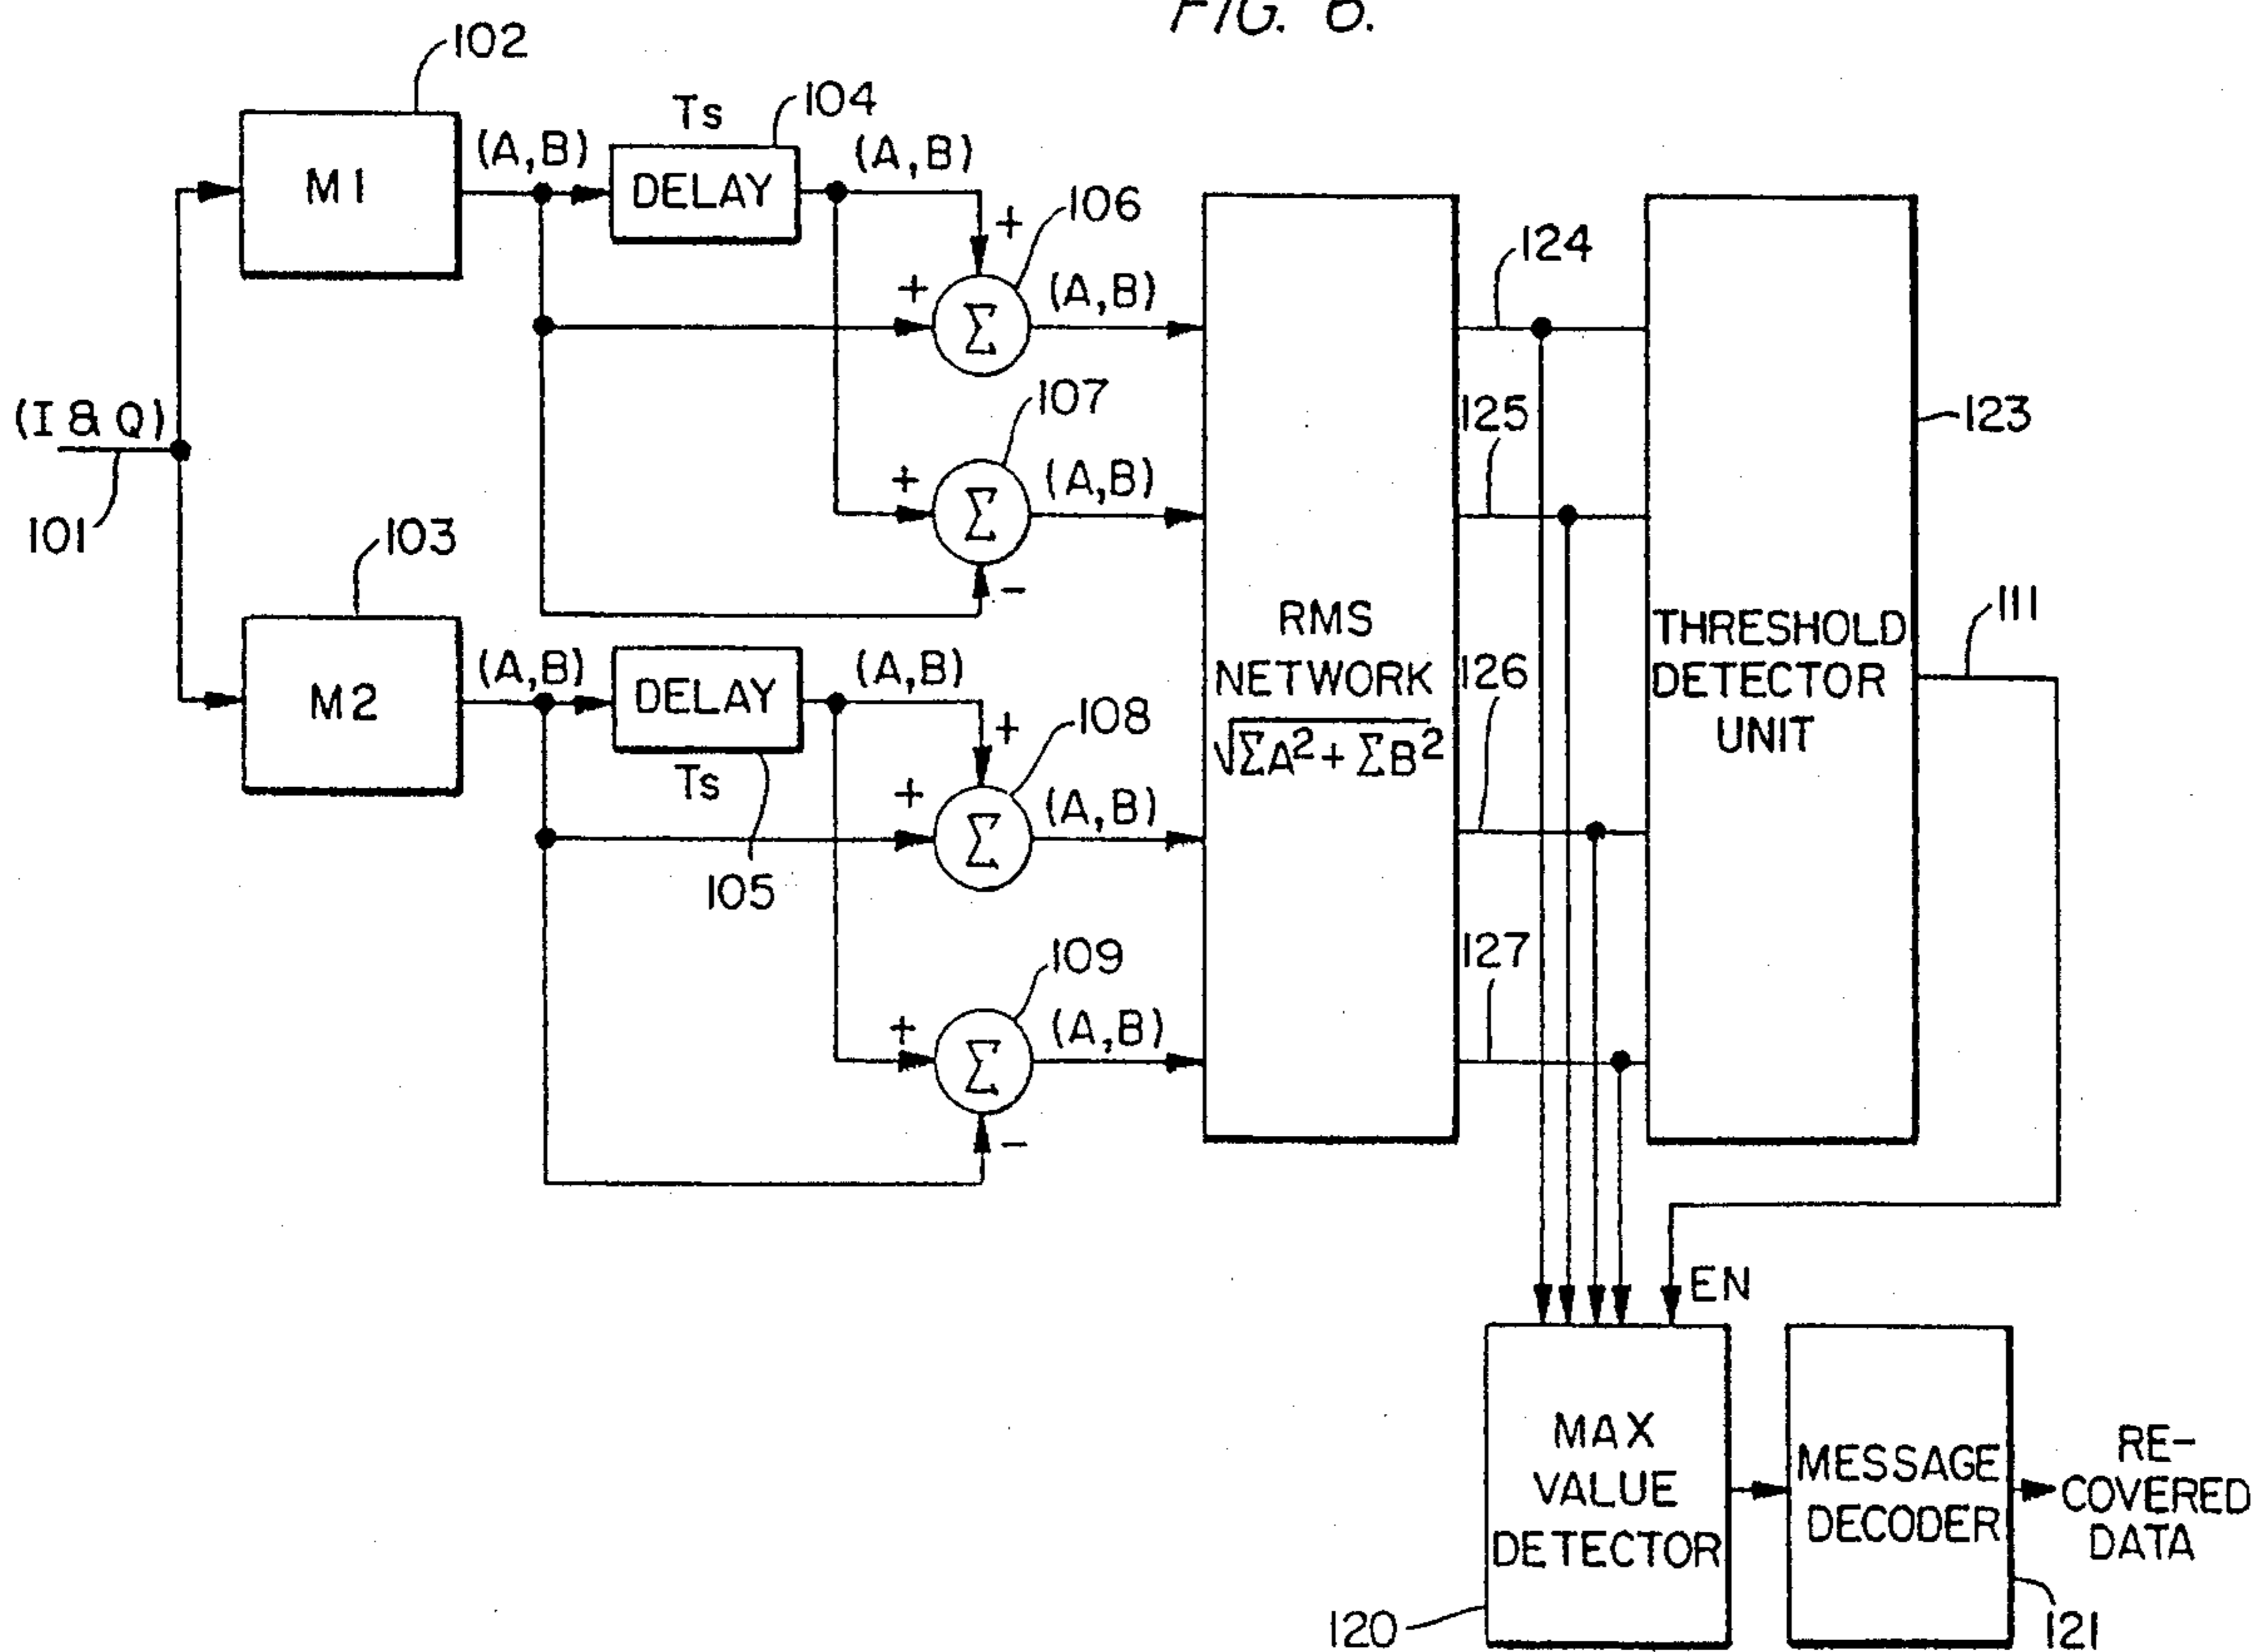 FIG. 6.
102
Ts
104
(A,B)
(A,B)
M1
DELAY
+
106
124
+
(A,B)
Σ
(I & Q)
107
125
123
+
(A,B)
Σ
101
103
-
111
RMS
NETWORK
√ΣA²+ ΣB²
THRESHOLD
DETECTOR
UNIT
(A,B)
(A,B)
126
M2
DELAY
+
108
Ts
+
(A,B)
Σ
105
109
127
+
(A,B)
Σ
-
EN
MAX
VALUE
DETECTOR
MESSAGE
DECODER
RE-
COVERED
DATA
120
121